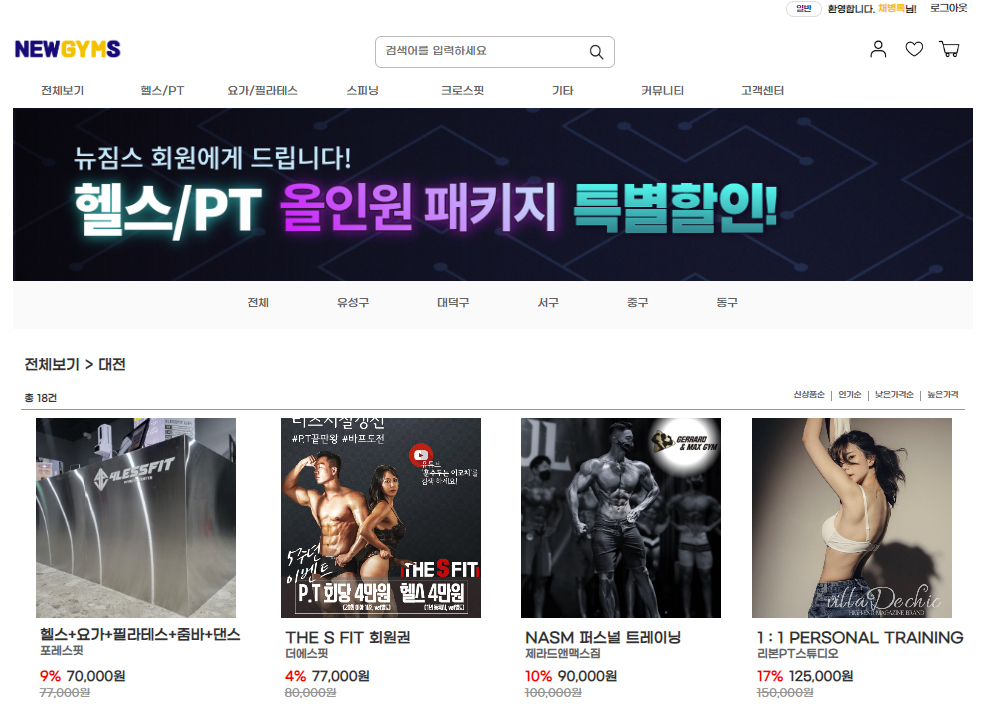 일반 환영합니다. 채병록님! 로그아웃
NEWGYMS
검색어를 입력하세요
전체보기 헬스/PT 요가/필라테스 스피닝 크로스핏 기타 커뮤니티 고객센터
뉴짐스 회원에게 드립니다!
헬스/PT 올인원 패키지 특별할인!
전체 유성구 대덕구 서구 중구 동구
전체보기 > 대전
총 18건
신상품순 | 인기순 | 낮은가격순 | 높은가격순
4LESSFIT
#P.T끝판왕 #바프도전
유튜브
검색 하세요!
5주년
이벤트
THE S FIT
P.T 회당 4만원 헬스 4만원
GERRARD
& MAX GYM
villa Dechic
HIGH-END MAGAZINE BRAND
헬스+요가+필라테스+줌바+댄스
포레스핏
9% 70,000원
77,000원
THE S FIT 회원권
더에스핏
4% 77,000원
80,000원
NASM 퍼스널 트레이닝
제라드앤맥스짐
10% 90,000원
100,000원
1 : 1 PERSONAL TRAINING
리본PT스튜디오
17% 125,000원
150,000원